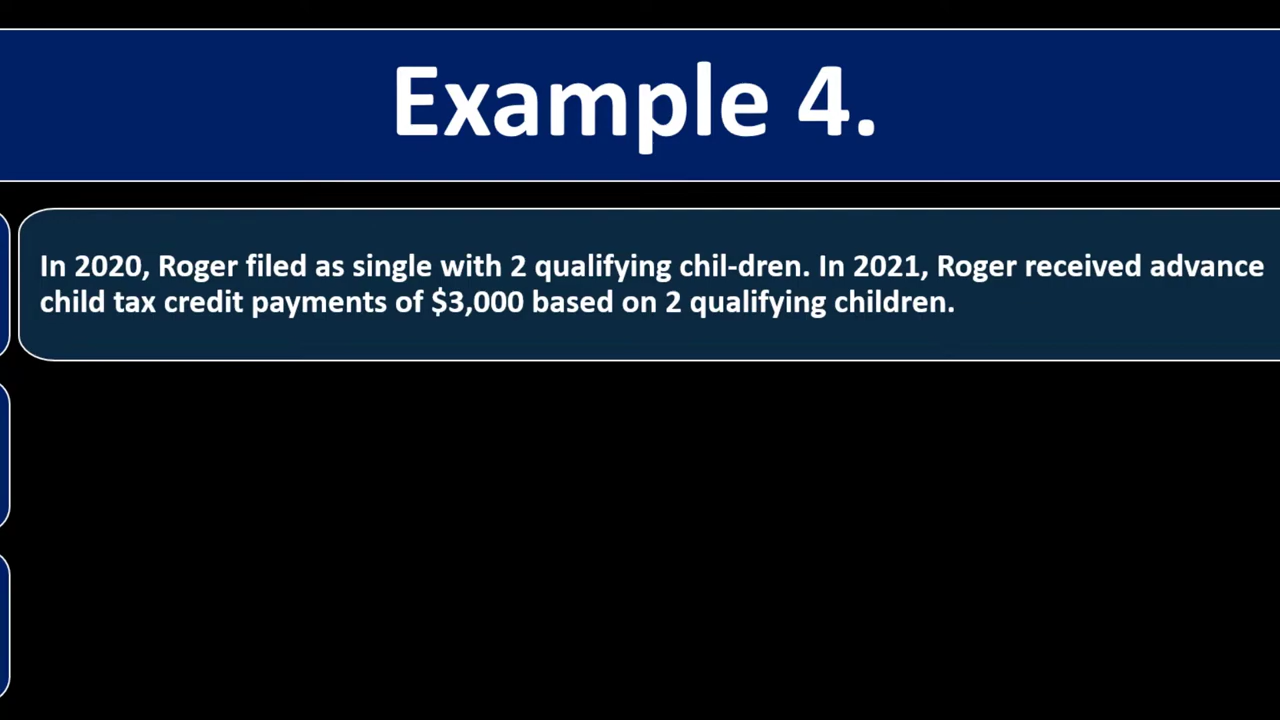 Example 4.
In 2020, Roger filed as single with 2 qualifying chil-dren. In 2021, Roger received advance
child tax credit payments of $3,000 based on 2 qualifying children.